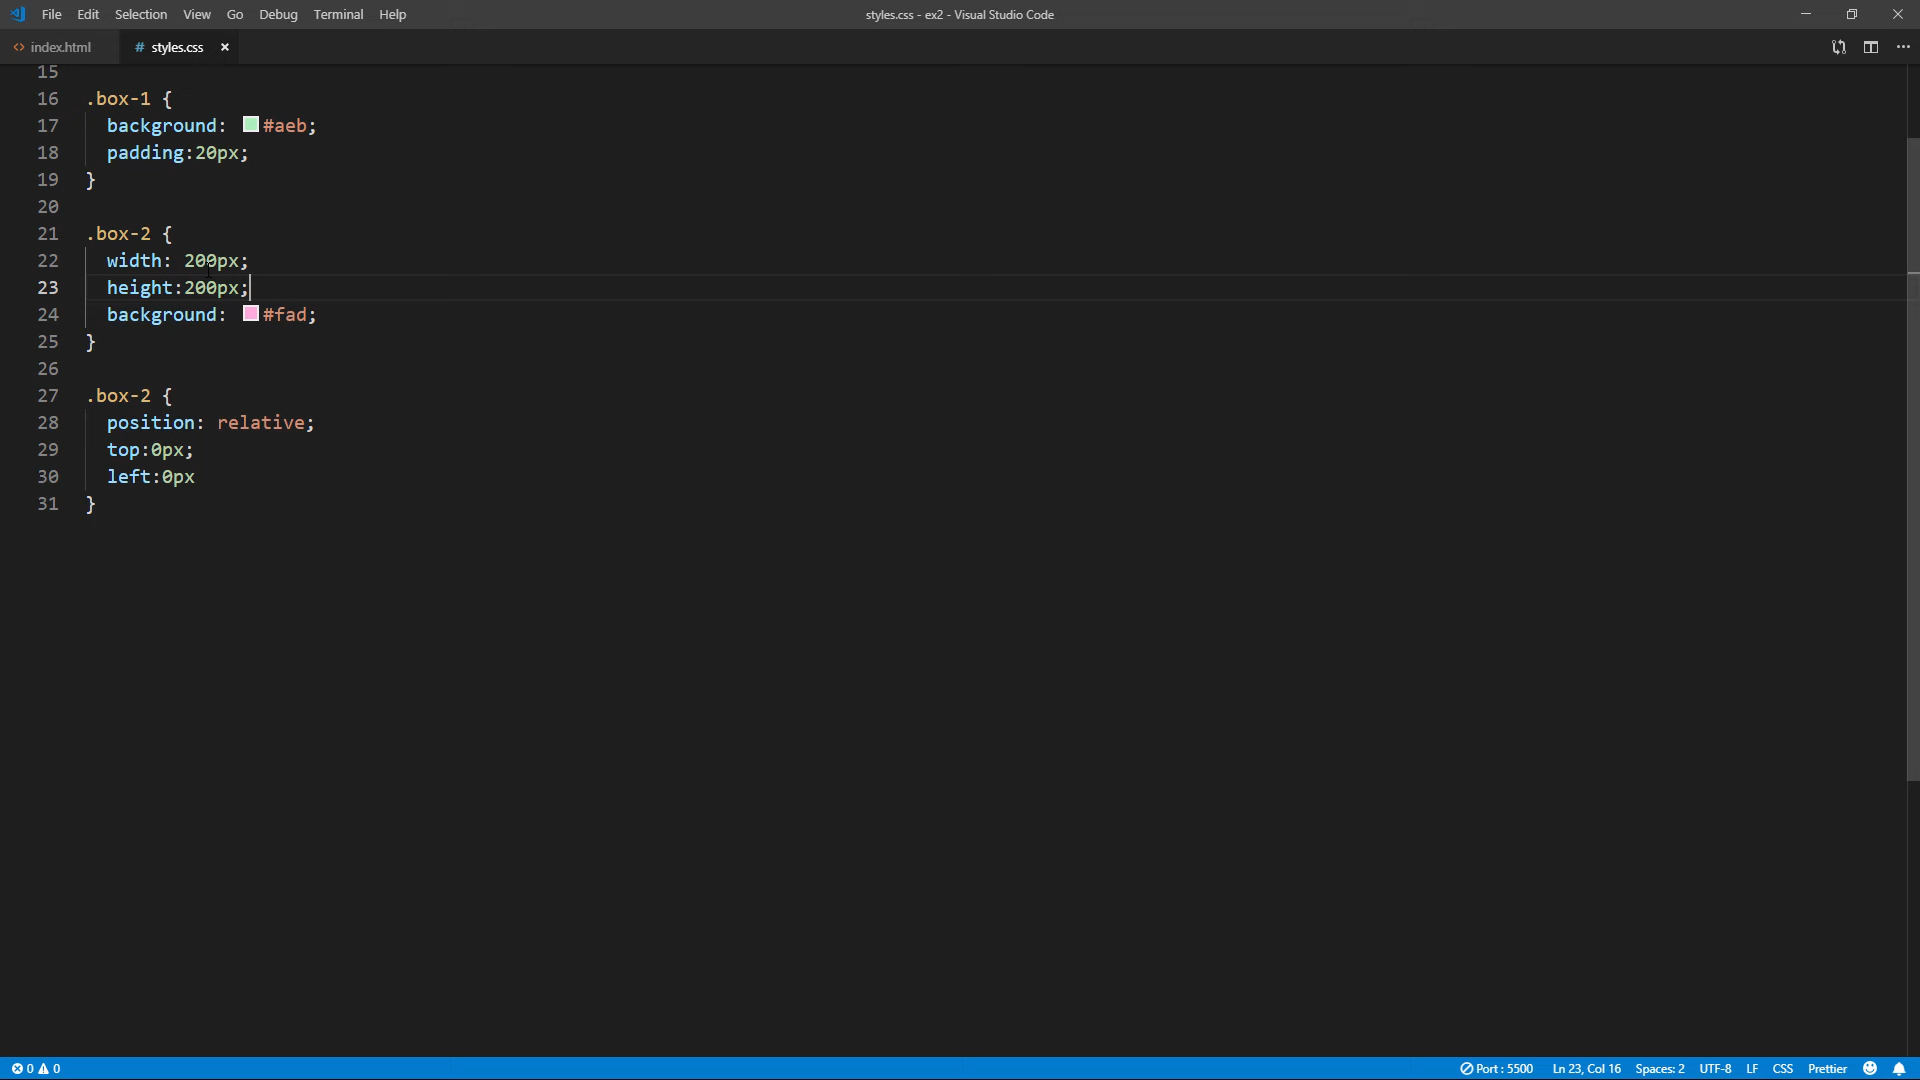 File Edit Selection View Go Debug Terminal Help
styles.css - ex2 - Visual Studio Code
<> index.html
# styles.css ×
15
16 .box-1 {
17   background: #aeb;
18   padding:20px;
19 }
20
21 .box-2 {
22   width: 200px;
23   height:200px;
24   background: #fad;
25 }
26
27 .box-2 {
28   position: relative;
29   top:0px;
30   left:0px
31 }
0 0
Port : 5500 Ln 23, Col 16 Spaces: 2 UTF-8 LF CSS Prettier